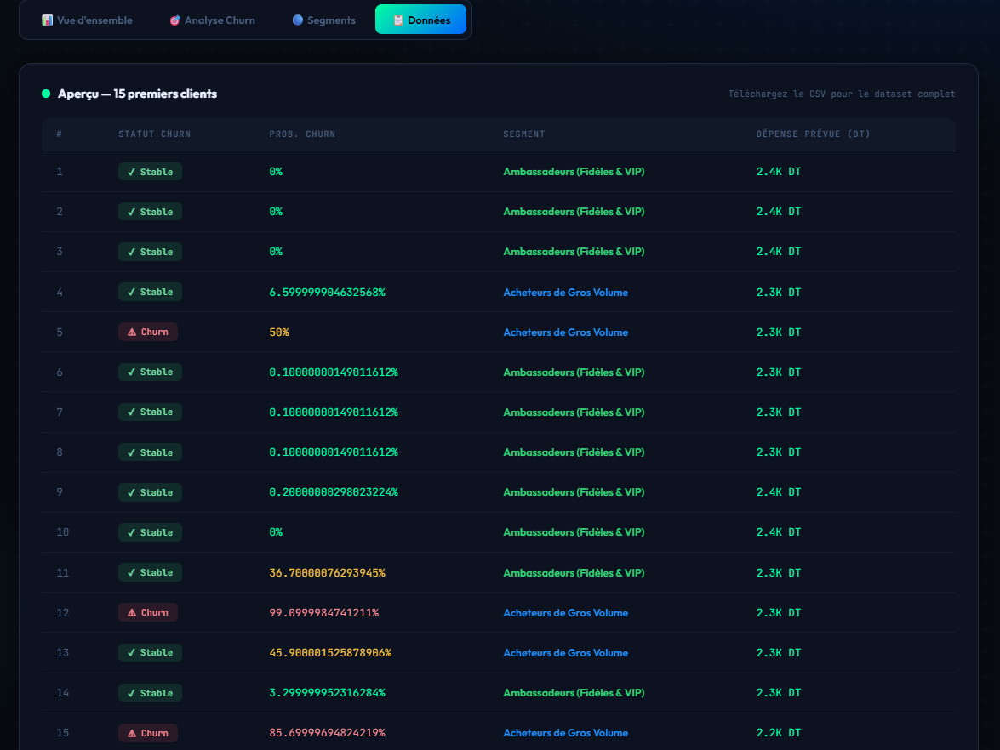 📊 Vue d'ensemble 🎯 Analyse Churn 🔵 Segments 📋 Données
Aperçu — 15 premiers clients Téléchargez le CSV pour le dataset complet
# STATUT CHURN PROB. CHURN SEGMENT DÉPENSE PRÉVUE (DT)
1 ✓ Stable 0% Ambassadeurs (Fidèles & VIP) 2.4K DT
2 ✓ Stable 0% Ambassadeurs (Fidèles & VIP) 2.4K DT
3 ✓ Stable 0% Ambassadeurs (Fidèles & VIP) 2.4K DT
4 ✓ Stable 6.599999904632568% Acheteurs de Gros Volume 2.3K DT
5 ⚠ Churn 50% Acheteurs de Gros Volume 2.3K DT
6 ✓ Stable 0.10000000149011612% Ambassadeurs (Fidèles & VIP) 2.3K DT
7 ✓ Stable 0.10000000149011612% Ambassadeurs (Fidèles & VIP) 2.3K DT
8 ✓ Stable 0.10000000149011612% Ambassadeurs (Fidèles & VIP) 2.3K DT
9 ✓ Stable 0.20000000298023224% Ambassadeurs (Fidèles & VIP) 2.4K DT
10 ✓ Stable 0% Ambassadeurs (Fidèles & VIP) 2.4K DT
11 ✓ Stable 36.70000076293945% Ambassadeurs (Fidèles & VIP) 2.3K DT
12 ⚠ Churn 99.0999984741211% Acheteurs de Gros Volume 2.3K DT
13 ✓ Stable 45.900001525878906% Acheteurs de Gros Volume 2.3K DT
14 ✓ Stable 3.299999952316284% Ambassadeurs (Fidèles & VIP) 2.3K DT
15 ⚠ Churn 85.69999694824219% Acheteurs de Gros Volume 2.2K DT